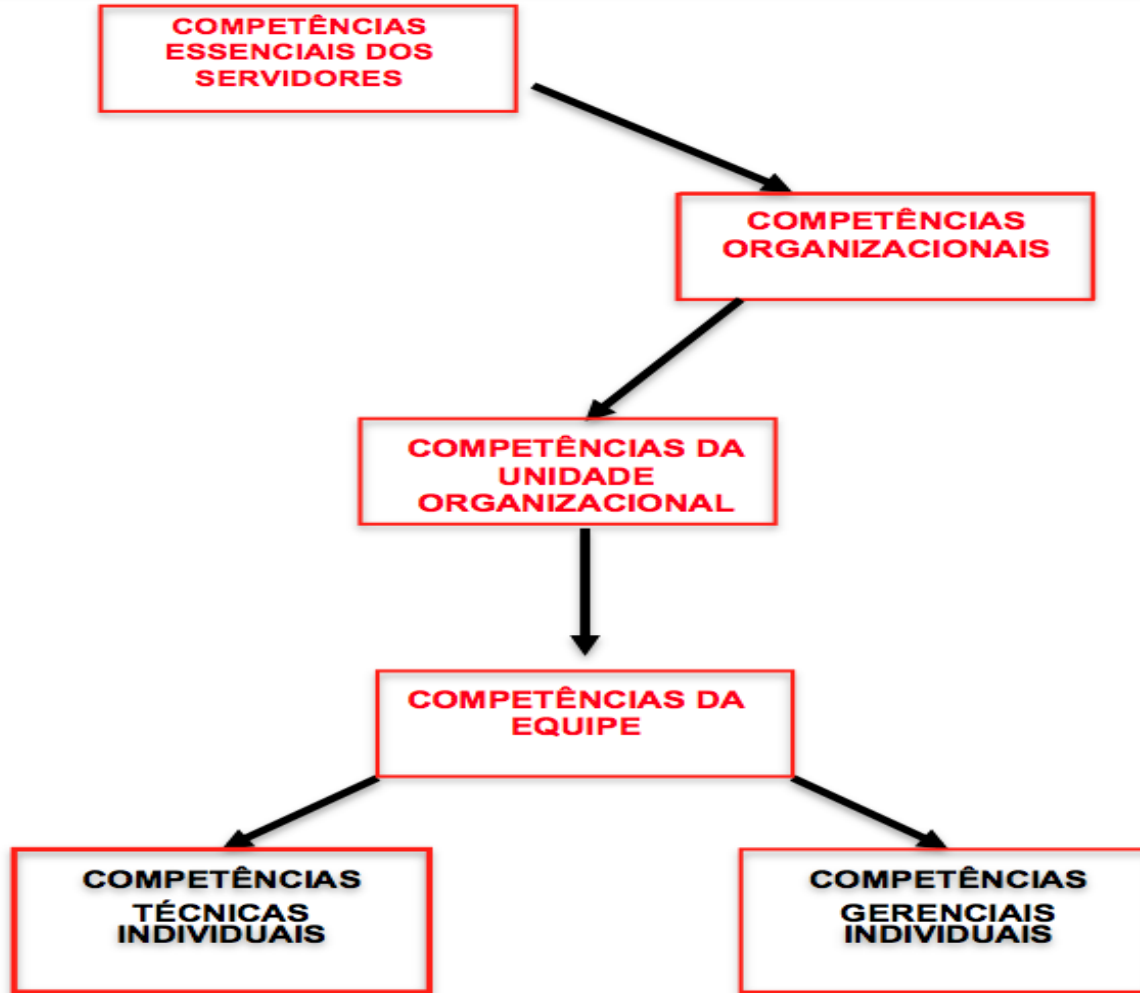 COMPETÊNCIAS
ESSENCIAIS DOS
SERVIDORES
COMPETÊNCIAS
ORGANIZACIONAIS
COMPETÊNCIAS DA
UNIDADE
ORGANIZACIONAL
COMPETÊNCIAS DA
EQUIPE
COMPETÊNCIAS
TÉCNICAS
INDIVIDUAIS
COMPETÊNCIAS
GERENCIAIS
INDIVIDUAIS